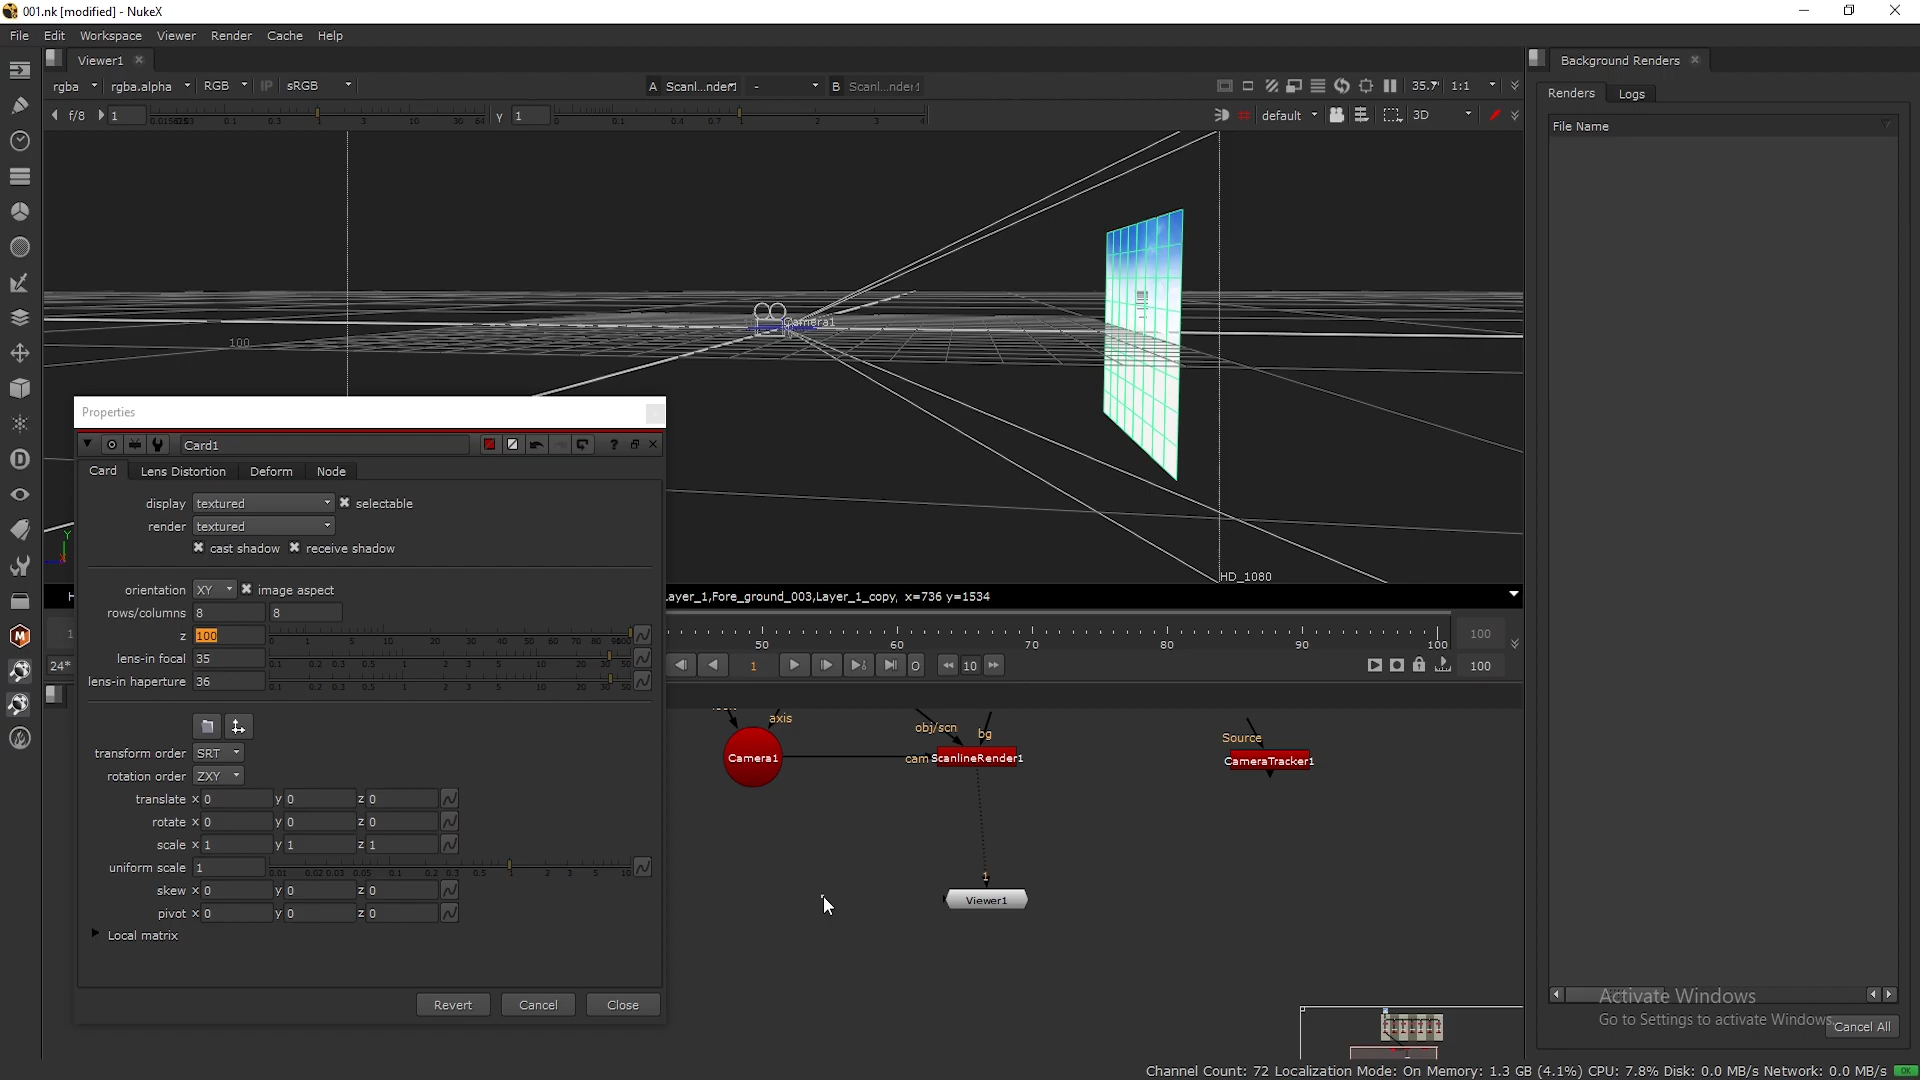 001.nk [modified] - NukeX
File Edit Workspace Viewer Render Cache Help
Viewer1
Background Renders
rgba rgba.alpha RGB IP sRGB A Scanl...nder1 - B Scanl...nder1 35.7 1:1
Renders Logs
f/8 1 γ 1 default 3D
File Name
Camera1
100
Properties
Card1
Card Lens Distortion Deform Node
display textured selectable
render textured
cast shadow receive shadow
HD_1080
orientation XY image aspect
ayer_1,Fore_ground_003,Layer_1_copy, x=736 y=1534
rows/columns 8 8
z 100
50 60 70 80 90 100 100
lens-in focal 35
24* 1 10 100
lens-in haperture 36
axis
obj/scn bg
Source
Camera1 cam ScanlineRender1 CameraTracker1
transform order SRT
rotation order ZXY
translate x 0 y 0 z 0
rotate x 0 y 0 z 0
scale x 1 y 1 z 1
uniform scale 1
1
skew x 0 y 0 z 0
Viewer1
pivot x 0 y 0 z 0
Local matrix
Revert Cancel Close
Activate Windows
Go to Settings to activate Windows.
Cancel All
Channel Count: 72 Localization Mode: On Memory: 1.3 GB (4.1%) CPU: 7.8% Disk: 0.0 MB/s Network: 0.0 MB/s OK